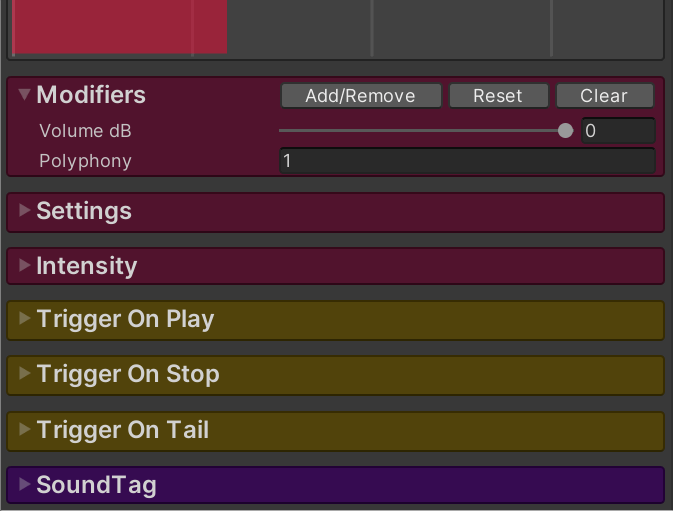 Modifiers Add/Remove Reset Clear
Volume dB 0
Polyphony 1
Settings
Intensity
Trigger On Play
Trigger On Stop
Trigger On Tail
SoundTag